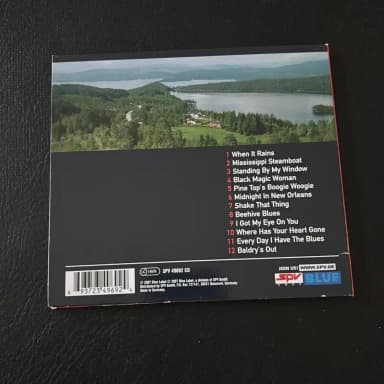 1 When It Rains
2 Mississippi Steamboat
3 Standing By My Window
4 Black Magic Woman
5 Pine Top's Boogie Woogie
6 Midnight In New Orleans
7 Shake That Thing
8 Beehive Blues
9 I Got My Eye On You
10 Where Has Your Heart Gone
11 Every Day I Have The Blues
12 Baldry's Out
SPV 49692 CD
JOIN US! WWW.SPV.DE
SPV BLUE